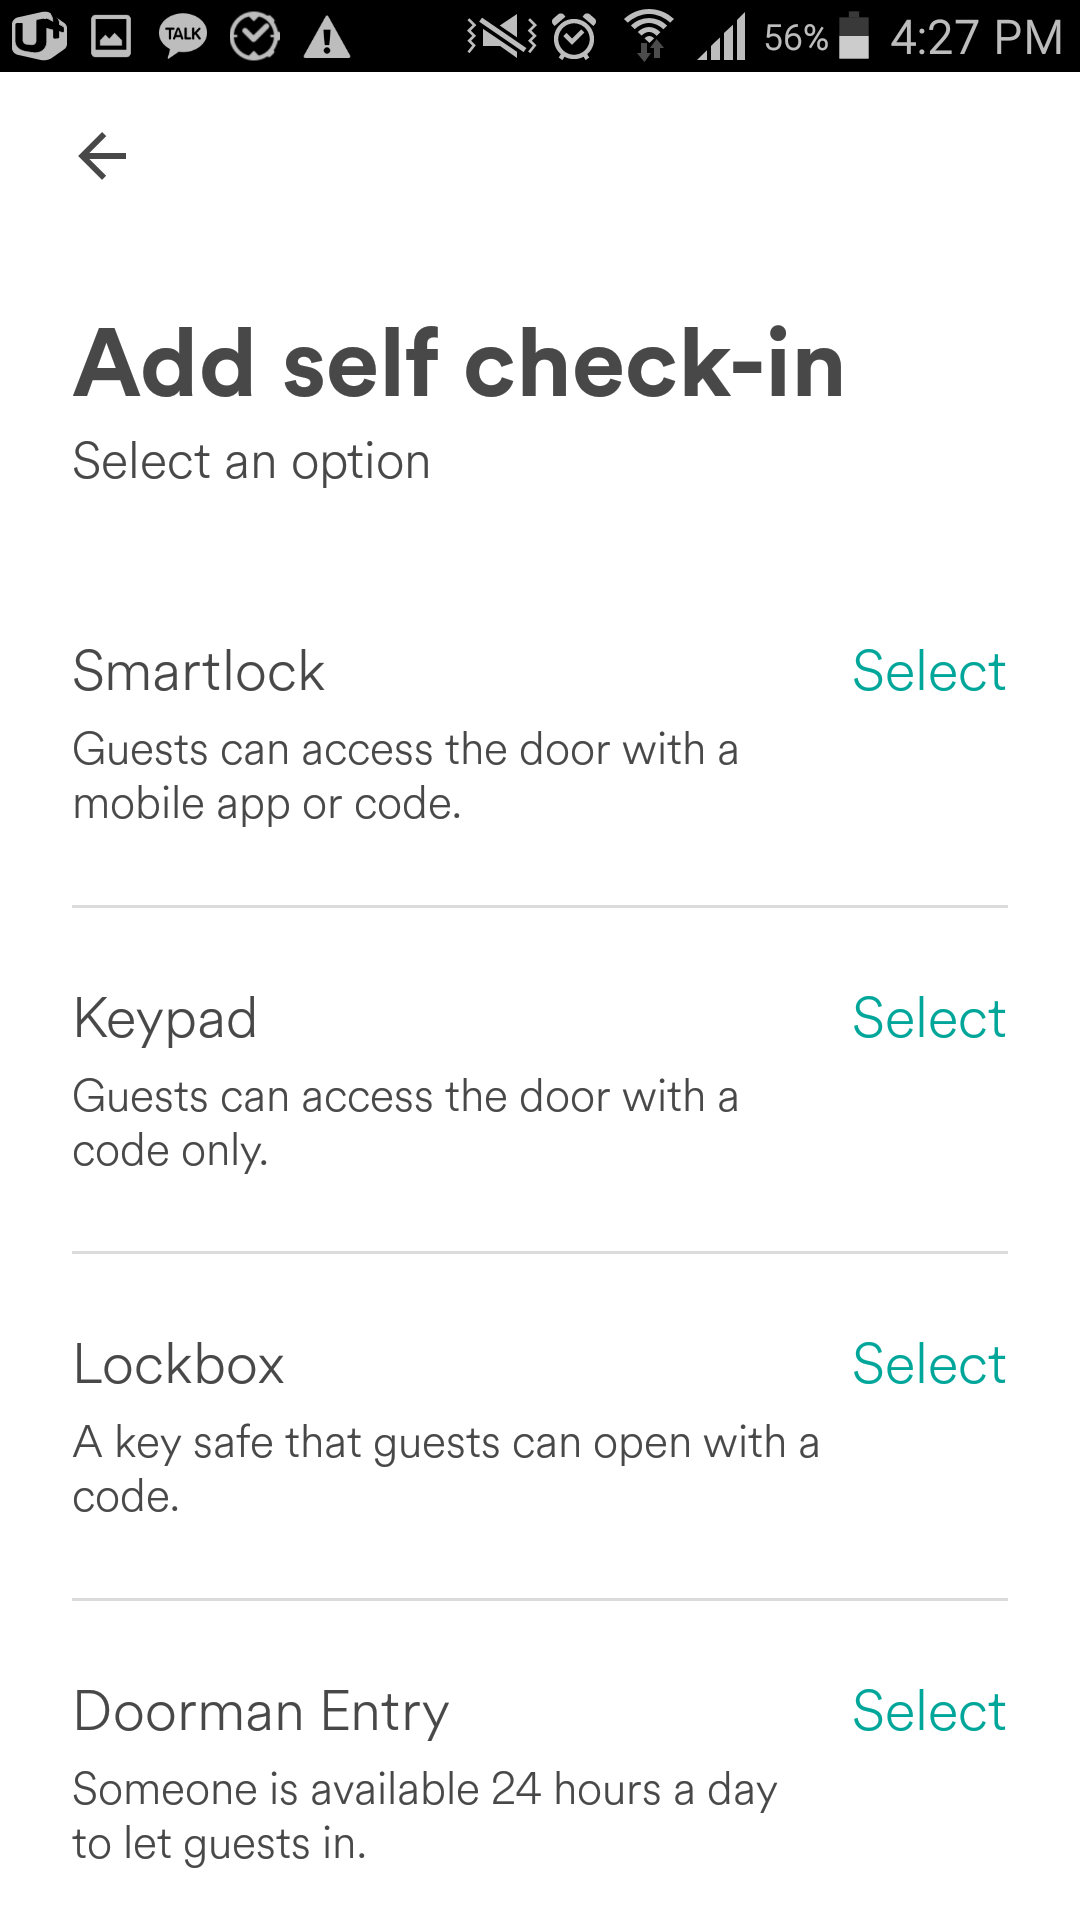 U+ TALK 56% 4:27 PM
Add self check-in
Select an option
Smartlock Select
Guests can access the door with a
mobile app or code.
Keypad Select
Guests can access the door with a
code only.
Lockbox Select
A key safe that guests can open with a
code.
Doorman Entry Select
Someone is available 24 hours a day
to let guests in.